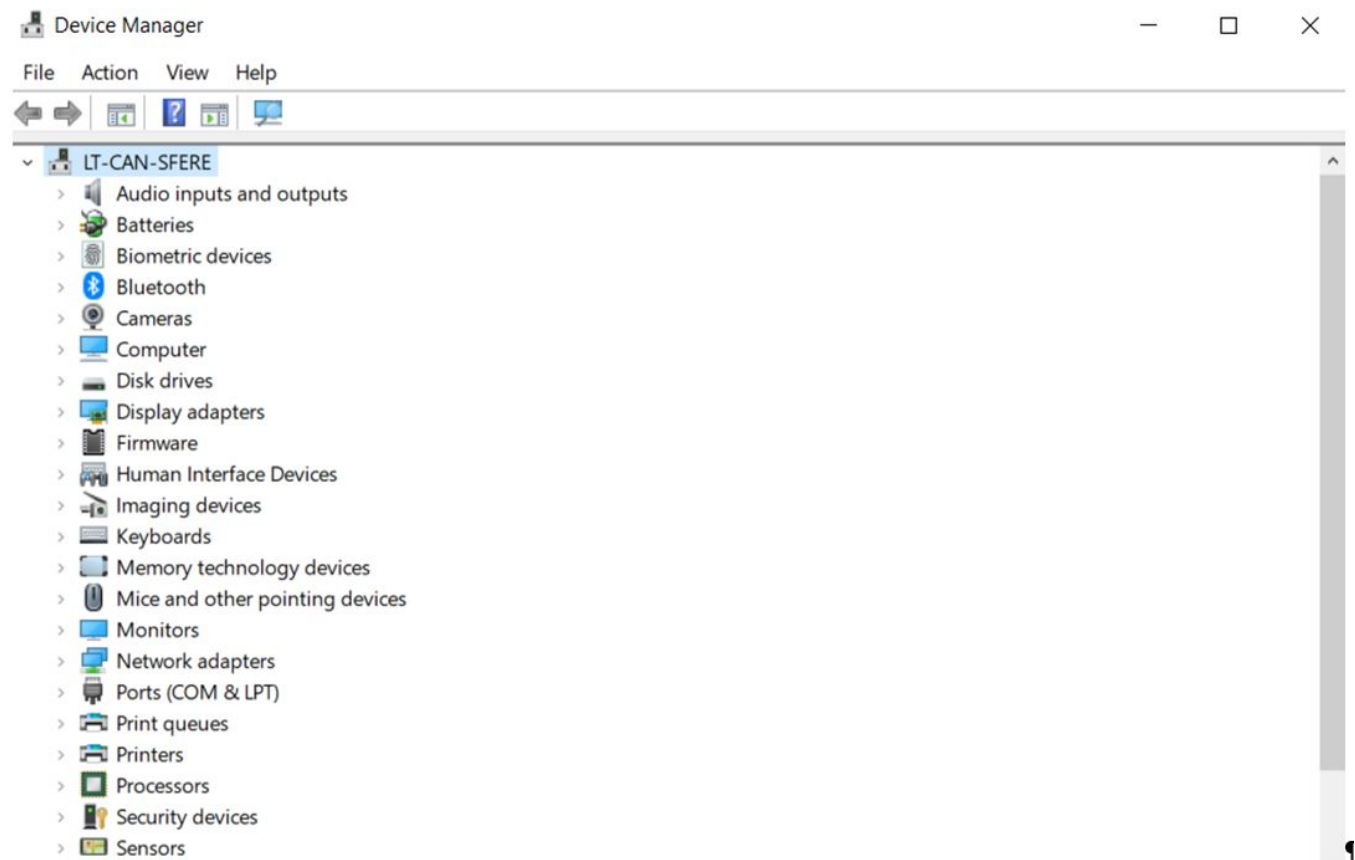 Device Manager
File Action View Help
LT-CAN-SFERE
Audio inputs and outputs
Batteries
Biometric devices
Bluetooth
Cameras
Computer
Disk drives
Display adapters
Firmware
Human Interface Devices
Imaging devices
Keyboards
Memory technology devices
Mice and other pointing devices
Monitors
Network adapters
Ports (COM & LPT)
Print queues
Printers
Processors
Security devices
Sensors